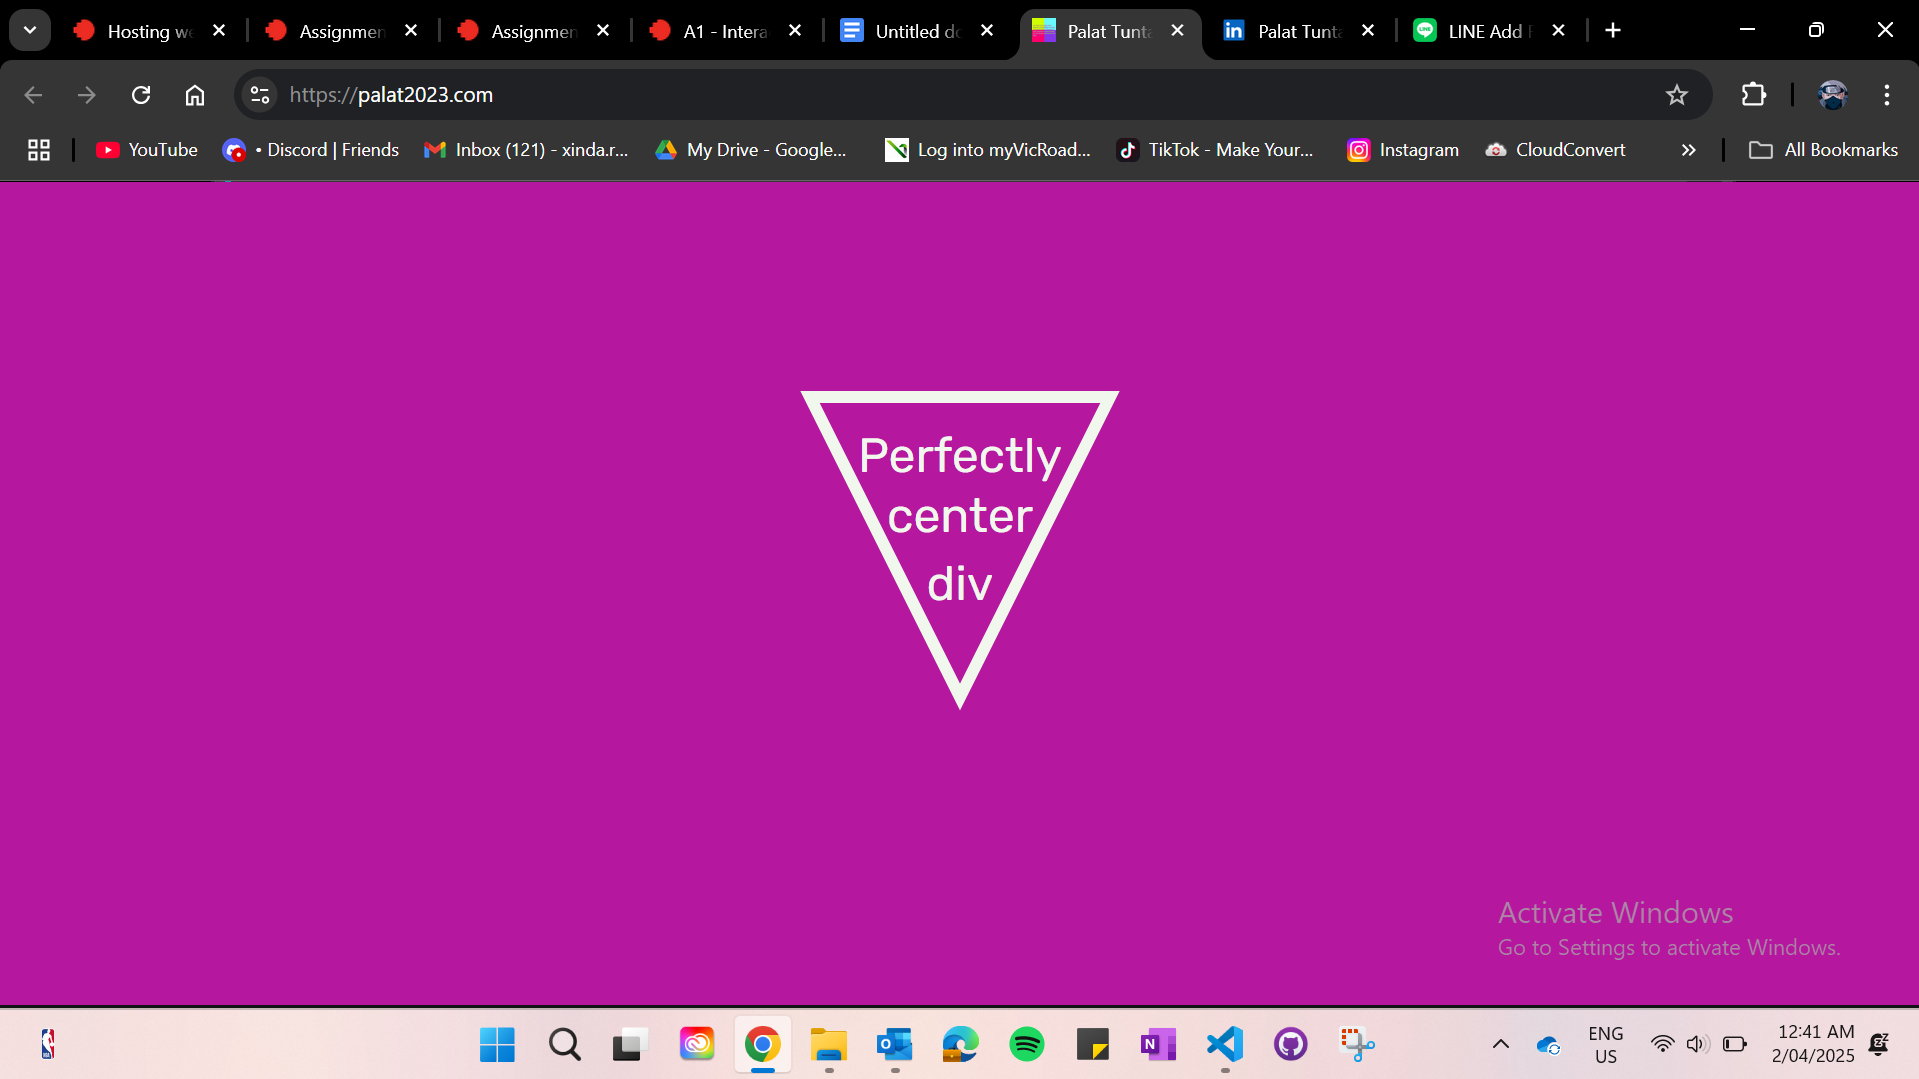 Hosting we
Assignmen
Assignmen
A1 - Intera
Untitled do
Palat Tunta
Palat Tunta
LINE Add F
https://palat2023.com
YouTube
• Discord | Friends
Inbox (121) - xinda.r...
My Drive - Google...
Log into myVicRoad...
TikTok - Make Your...
Instagram
CloudConvert
»
All Bookmarks
Perfectly
center
div
Activate Windows
Go to Settings to activate Windows.
ENG
US
12:41 AM
2/04/2025